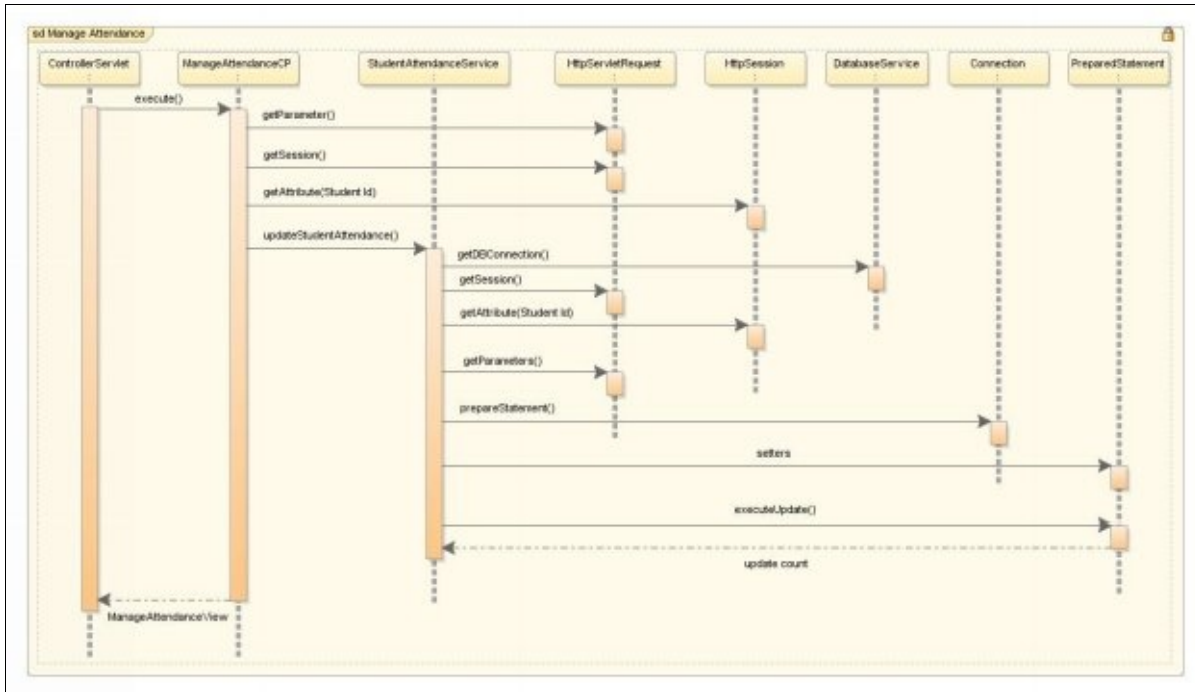 sd Manage Attendance
ControllerServlet
ManageAttendanceCP
StudentAttendanceService
HttpServletRequest
HttpSession
DatabaseService
Connection
PreparedStatement
execute()
getParameter()
getSession()
getAttribute(Student Id)
updateStudentAttendance()
getDBConnection()
getSession()
getAttribute(Student Id)
getParameters()
prepareStatement()
setters
executeUpdate()
update count
ManageAttendanceView